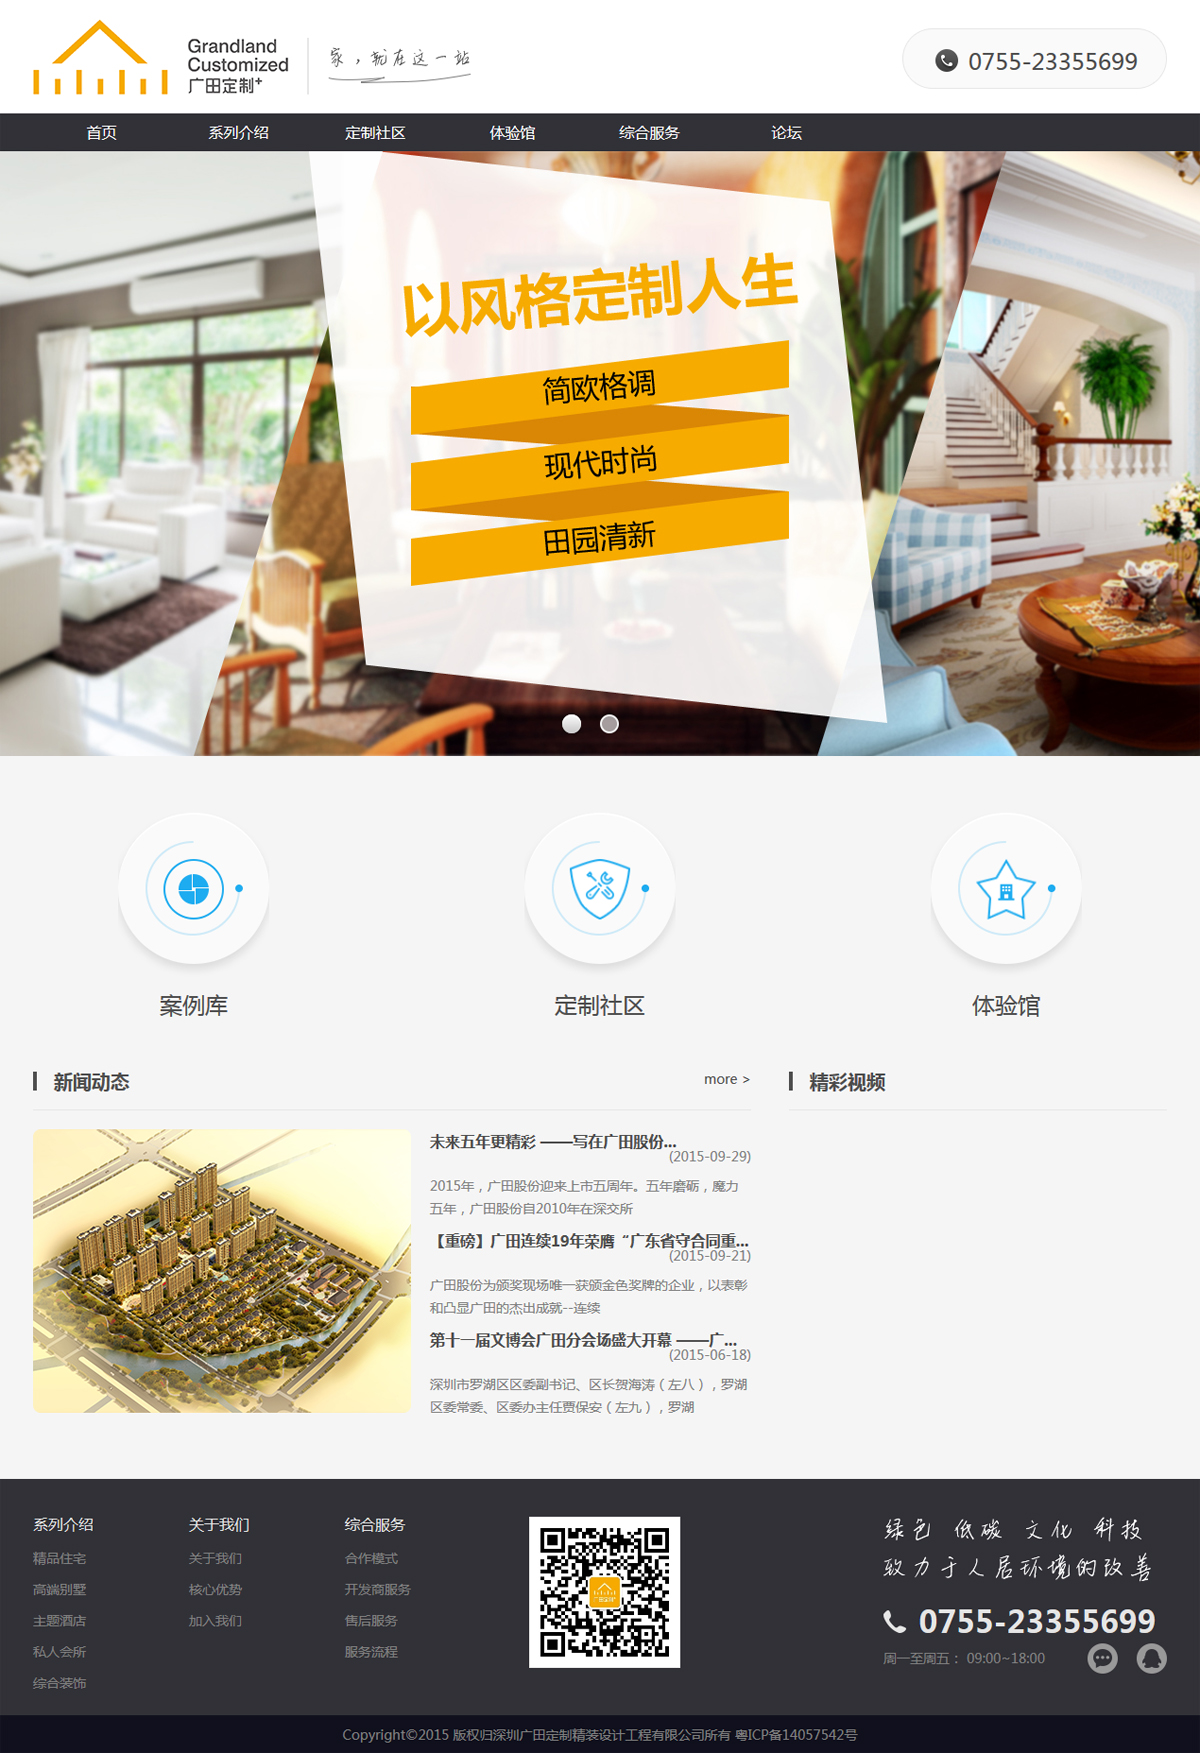 Grandland
Customized
广田定制+
家，就在这一站
0755-23355699
首页 系列介绍 定制社区 体验馆 综合服务 论坛
以风格定制人生
简欧格调
现代时尚
田园清新
案例库 定制社区 体验馆
新闻动态 more >
精彩视频
未来五年更精彩 ——写在广田股份...
(2015-09-29)
2015年，广田股份迎来上市五周年。五年磨砺，魔力
五年，广田股份自2010年在深交所
【重磅】广田连续19年荣膺“广东省守合同重...
(2015-09-21)
广田股份为颁奖现场唯一获颁金色奖牌的企业，以表彰
和凸显广田的杰出成就--连续
第十一届文博会广田分会场盛大开幕 ——广...
(2015-06-18)
深圳市罗湖区区委副书记、区长贺海涛（左八），罗湖
区委常委、区委办主任贾保安（左九），罗湖
系列介绍
精品住宅
高端别墅
主题酒店
私人会所
综合装饰
关于我们
关于我们
核心优势
加入我们
综合服务
合作模式
开发商服务
售后服务
服务流程
绿色 低碳 文化 科技
致力于人居环境的改善
0755-23355699
周一至周五： 09:00~18:00
Copyright©2015 版权归深圳广田定制精装设计工程有限公司所有 粤ICP备14057542号